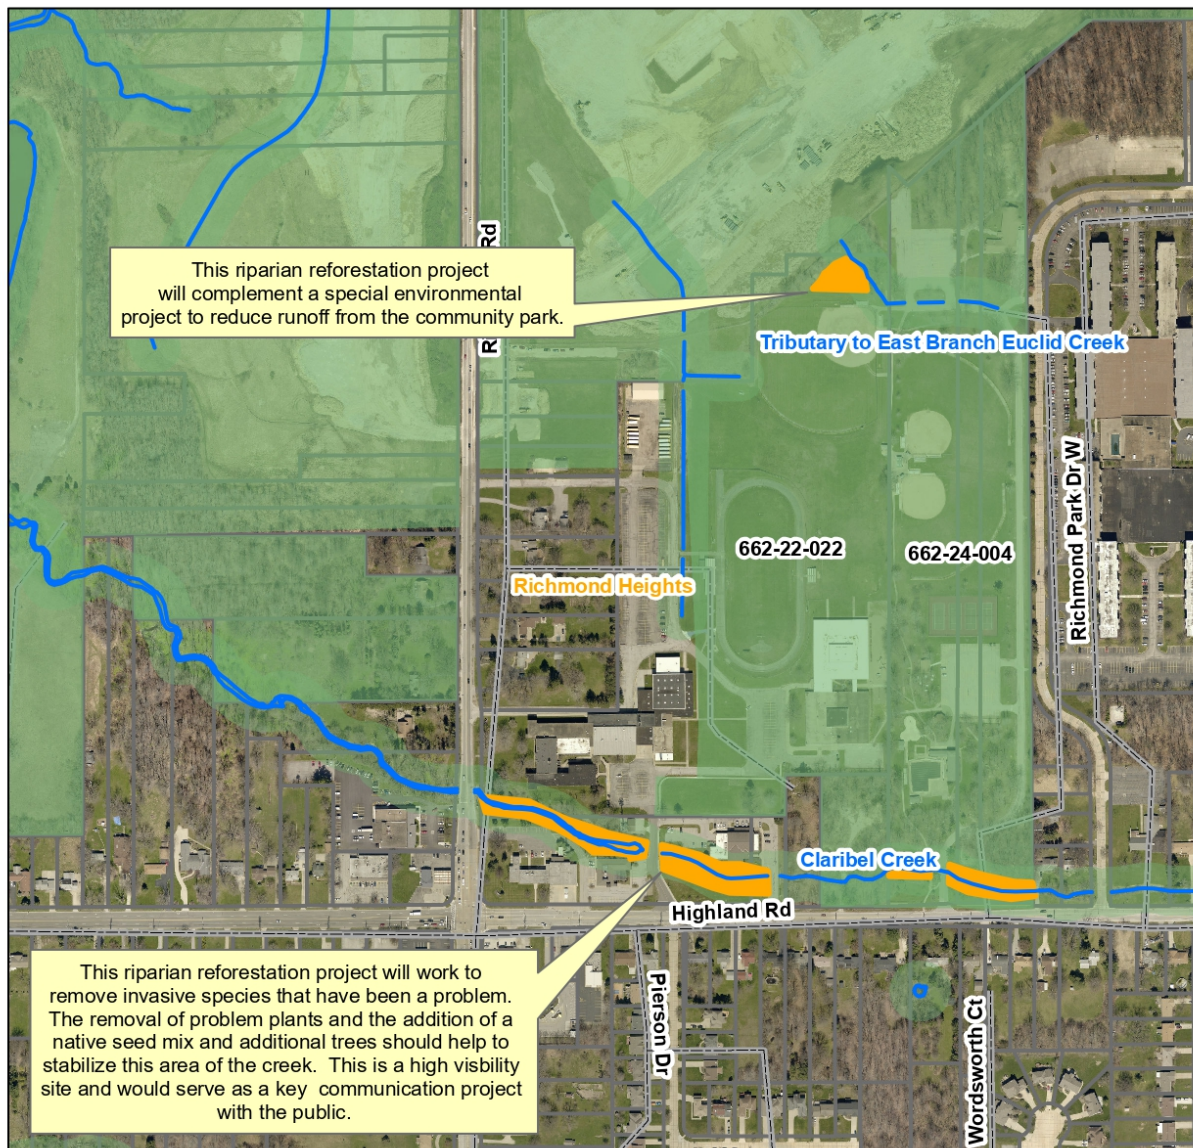 This riparian reforestation project
will complement a special environmental
project to reduce runoff from the community park.
Rd
Tributary to East Branch Euclid Creek
662-22-022
662-24-004
Richmond Heights
Richmond Park Dr W
Claribel Creek
Highland Rd
This riparian reforestation project will work to
remove invasive species that have been a problem.
The removal of problem plants and the addition of a
native seed mix and additional trees should help to
stabilize this area of the creek. This is a high visbility
site and would serve as a key communication project
with the public.
Pierson Dr
Wordsworth Ct